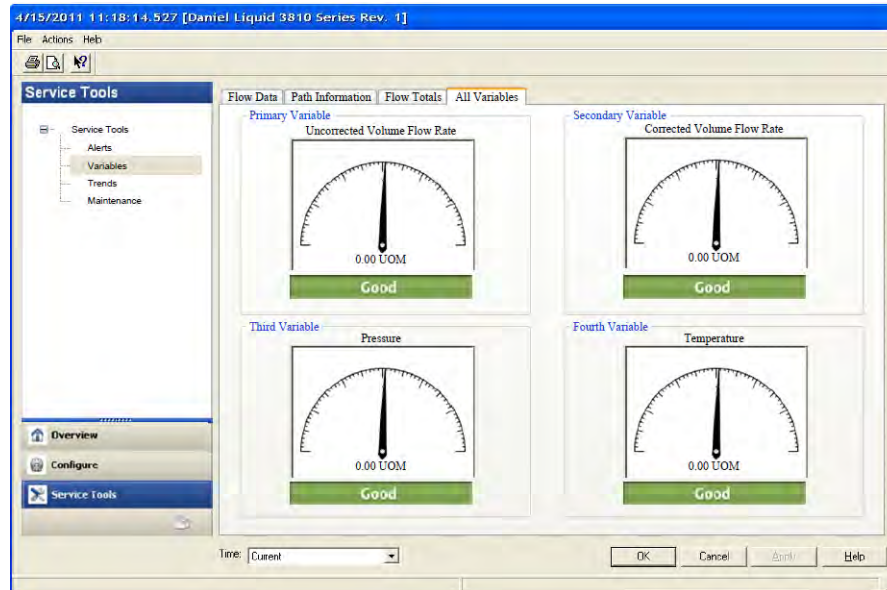 4/15/2011 11:18:14.527 [Daniel Liquid 3810 Series Rev. 1]
File Actions Help
Service Tools
Service Tools
Alerts
Variables
Trends
Maintenance
Overview
Configure
Service Tools
Flow Data Path Information Flow Totals All Variables
Primary Variable
Uncorrected Volume Flow Rate
0.00 UOM
Good
Secondary Variable
Corrected Volume Flow Rate
0.00 UOM
Good
Third Variable
Pressure
0.00 UOM
Good
Fourth Variable
Temperature
0.00 UOM
Good
Time: Current
OK Cancel Apply Help